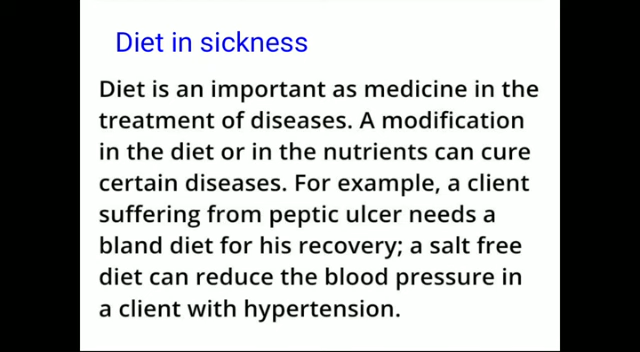 Diet in sickness
Diet is an important as medicine in the
treatment of diseases. A modification
in the diet or in the nutrients can cure
certain diseases. For example, a client
suffering from peptic ulcer needs a
bland diet for his recovery; a salt free
diet can reduce the blood pressure in
a client with hypertension.